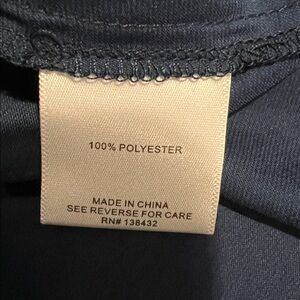 100% POLYESTER
MADE IN CHINA
SEE REVERSE FOR CARE
RN# 138432